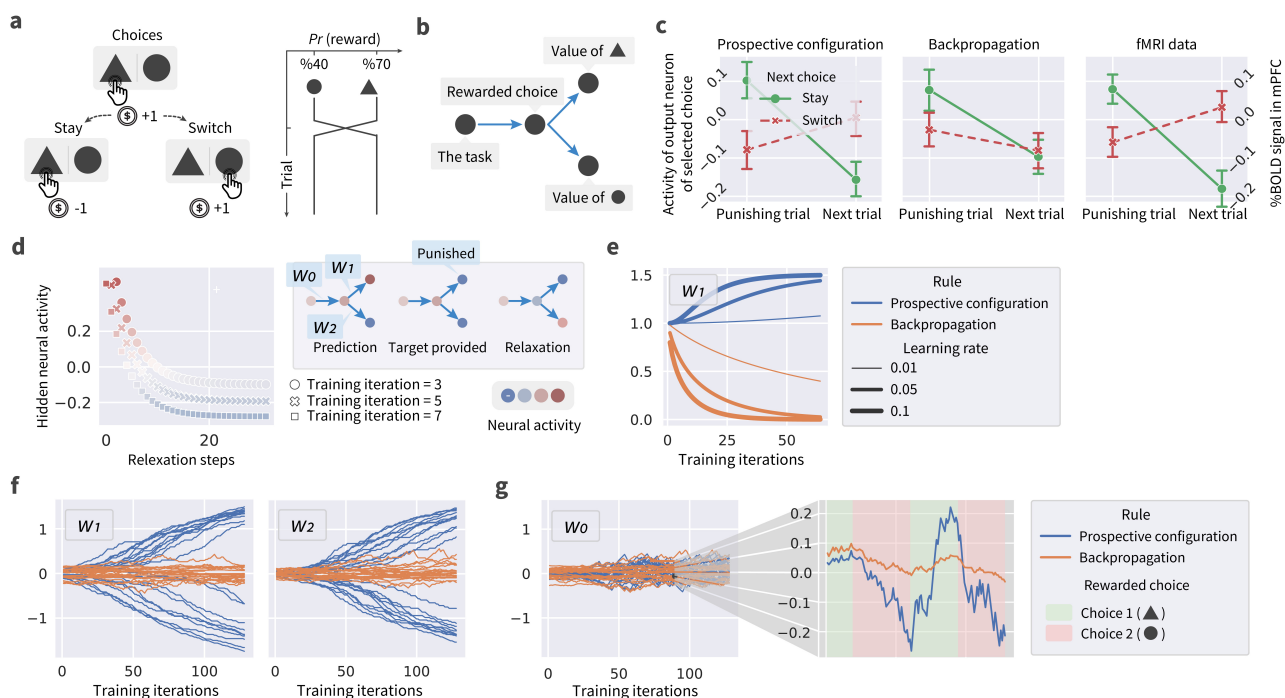 a
Choices
+1
Stay
Switch
-1
+1
Pr (reward)
%40
%70
Trial
b
Value of
Rewarded choice
The task
Value of
c
Prospective configuration
Backpropagation
fMRI data
Activity of output neuron
of selected choice
%BOLD signal in mPFC
Next choice
Stay
Switch
0.1
0.0
−0.1
−0.2
0.1
0.0
−0.1
−0.2
Punishing trial
Next trial
Punishing trial
Next trial
Punishing trial
Next trial
d
Hidden neural activity
0.2
0.0
−0.2
0
20
Relexation steps
W0
W1
W2
Punished
Prediction
Target provided
Relaxation
Training iteration = 3
Training iteration = 5
Training iteration = 7
Neural activity
e
W1
1.5
1.0
0.5
0.0
0
25
50
Training iterations
Rule
Prospective configuration
Backpropagation
Learning rate
0.01
0.05
0.1
f
W1
1
0
−1
0
50
100
Training iterations
W2
1
0
−1
0
50
100
Training iterations
g
W0
1
0
−1
0
50
100
Training iterations
0.2
0.1
0.0
−0.1
−0.2
Rule
Prospective configuration
Backpropagation
Rewarded choice
Choice 1 ( )
Choice 2 ( )